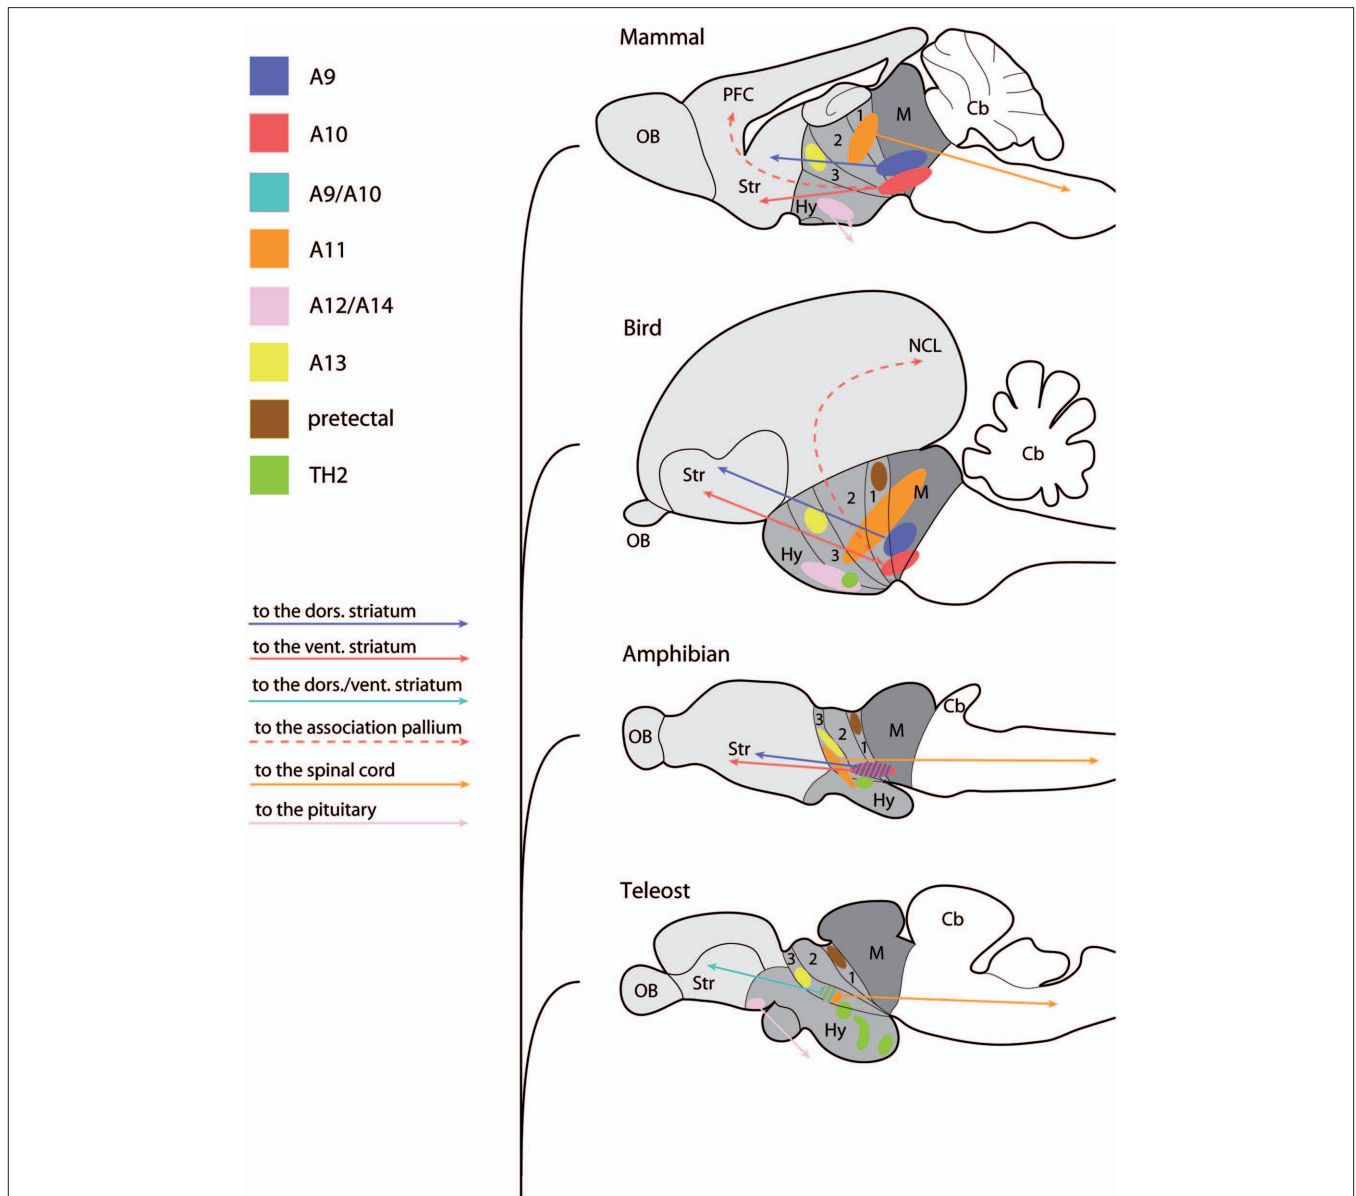 A9
A10
A9/A10
A11
A12/A14
A13
pretectal
TH2
to the dors. striatum
to the vent. striatum
to the dors./vent. striatum
to the association pallium
to the spinal cord
to the pituitary
Mammal
PFC
OB
1
M
Cb
2
3
Str
Hy
Bird
NCL
Str
2
1
M
Cb
OB
Hy
3
Amphibian
OB
3
2
1
M
Cb
Str
Hy
Teleost
Cb
3
2
M
1
OB
Str
Hy